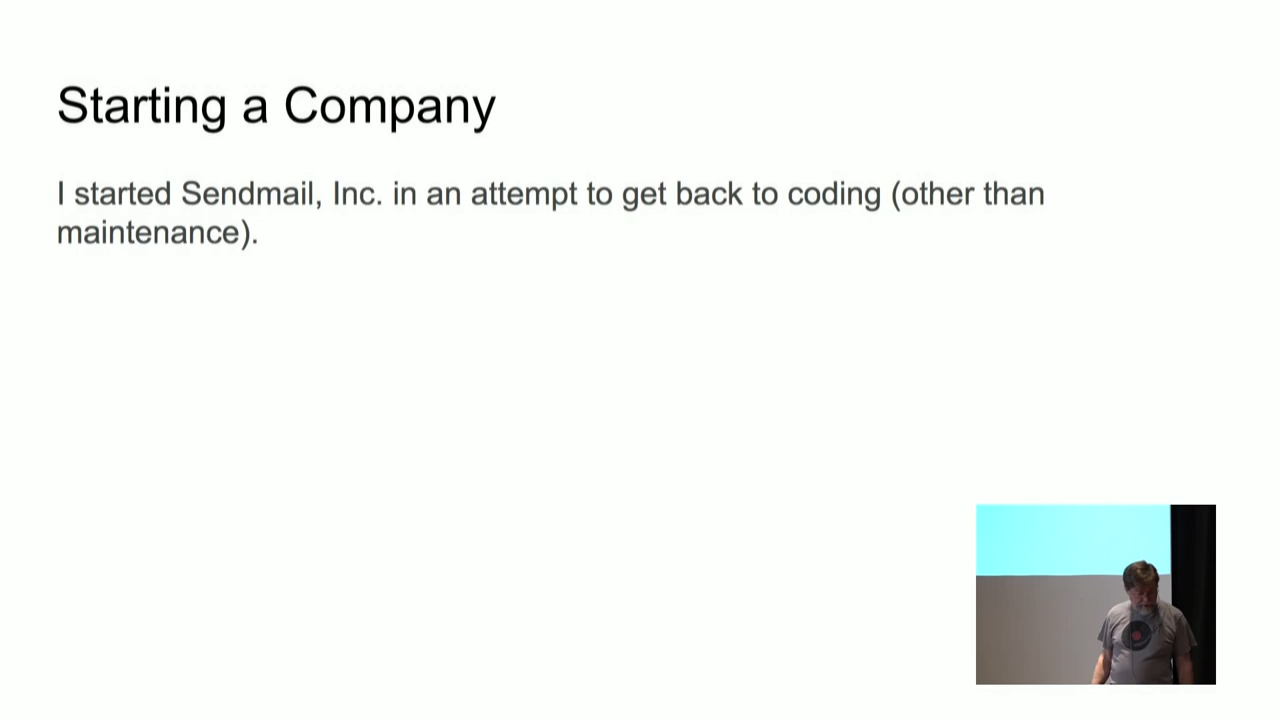 Starting a Company
I started Sendmail, Inc. in an attempt to get back to coding (other than
maintenance).